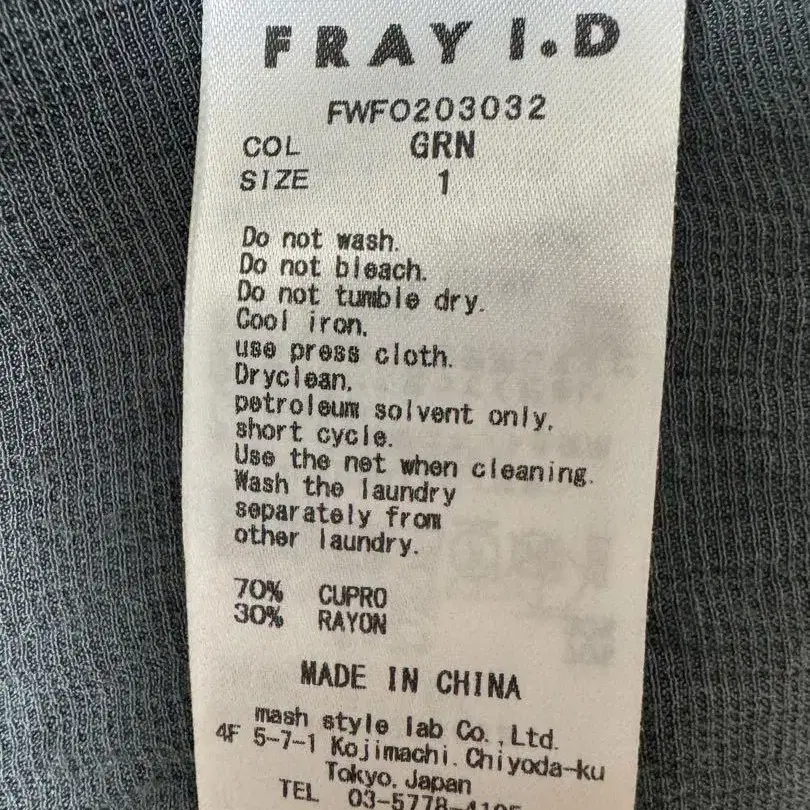 FRAY I.D
FWFO203032
COL GRN
SIZE 1
Do not wash.
Do not bleach.
Do not tumble dry.
Cool iron.
use press cloth.
Dryclean.
petroleum solvent only.
short cycle.
Use the net when cleaning.
Wash the laundry
separately from
other laundry.
70% CUPRO
30% RAYON
MADE IN CHINA
mash style lab Co.,Ltd.
4F 5-7-1 Kojimachi.Chiyoda-ku
Tokyo,Japan
TEL